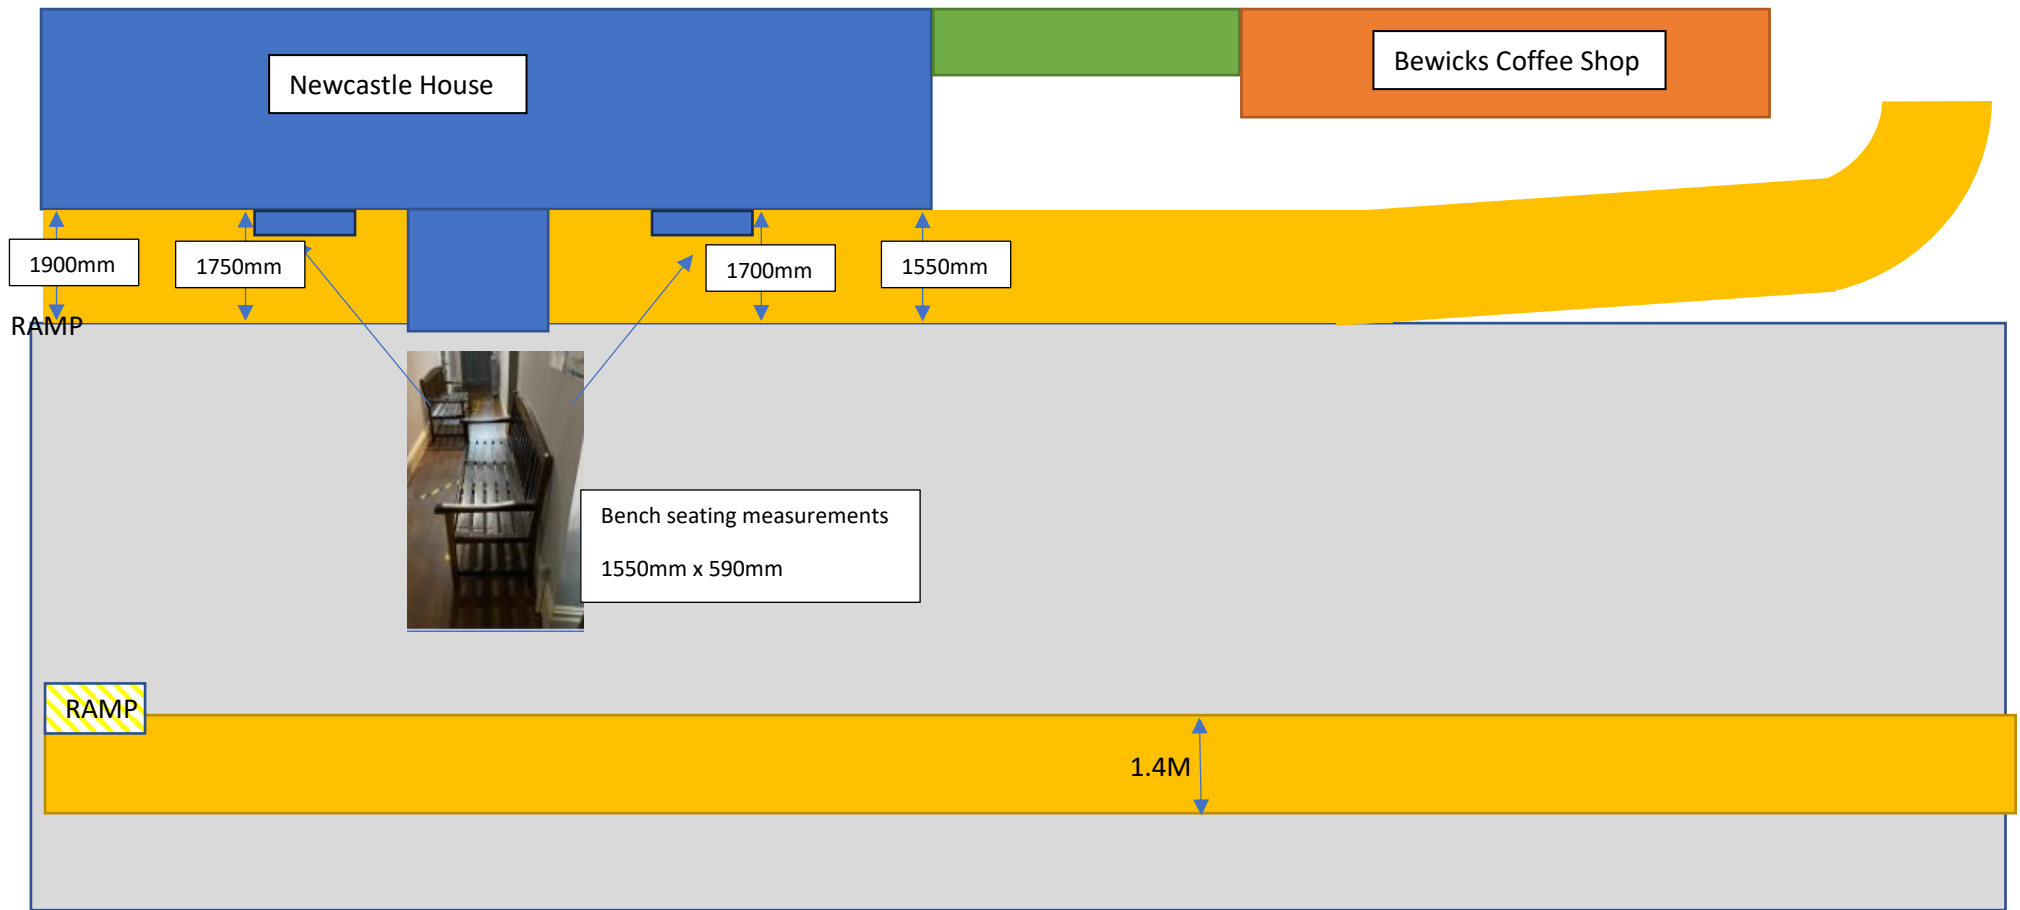 Newcastle House
Bewicks Coffee Shop
1900mm
1750mm
1700mm
1550mm
RAMP
Bench seating measurements
1550mm x 590mm
RAMP
1.4M